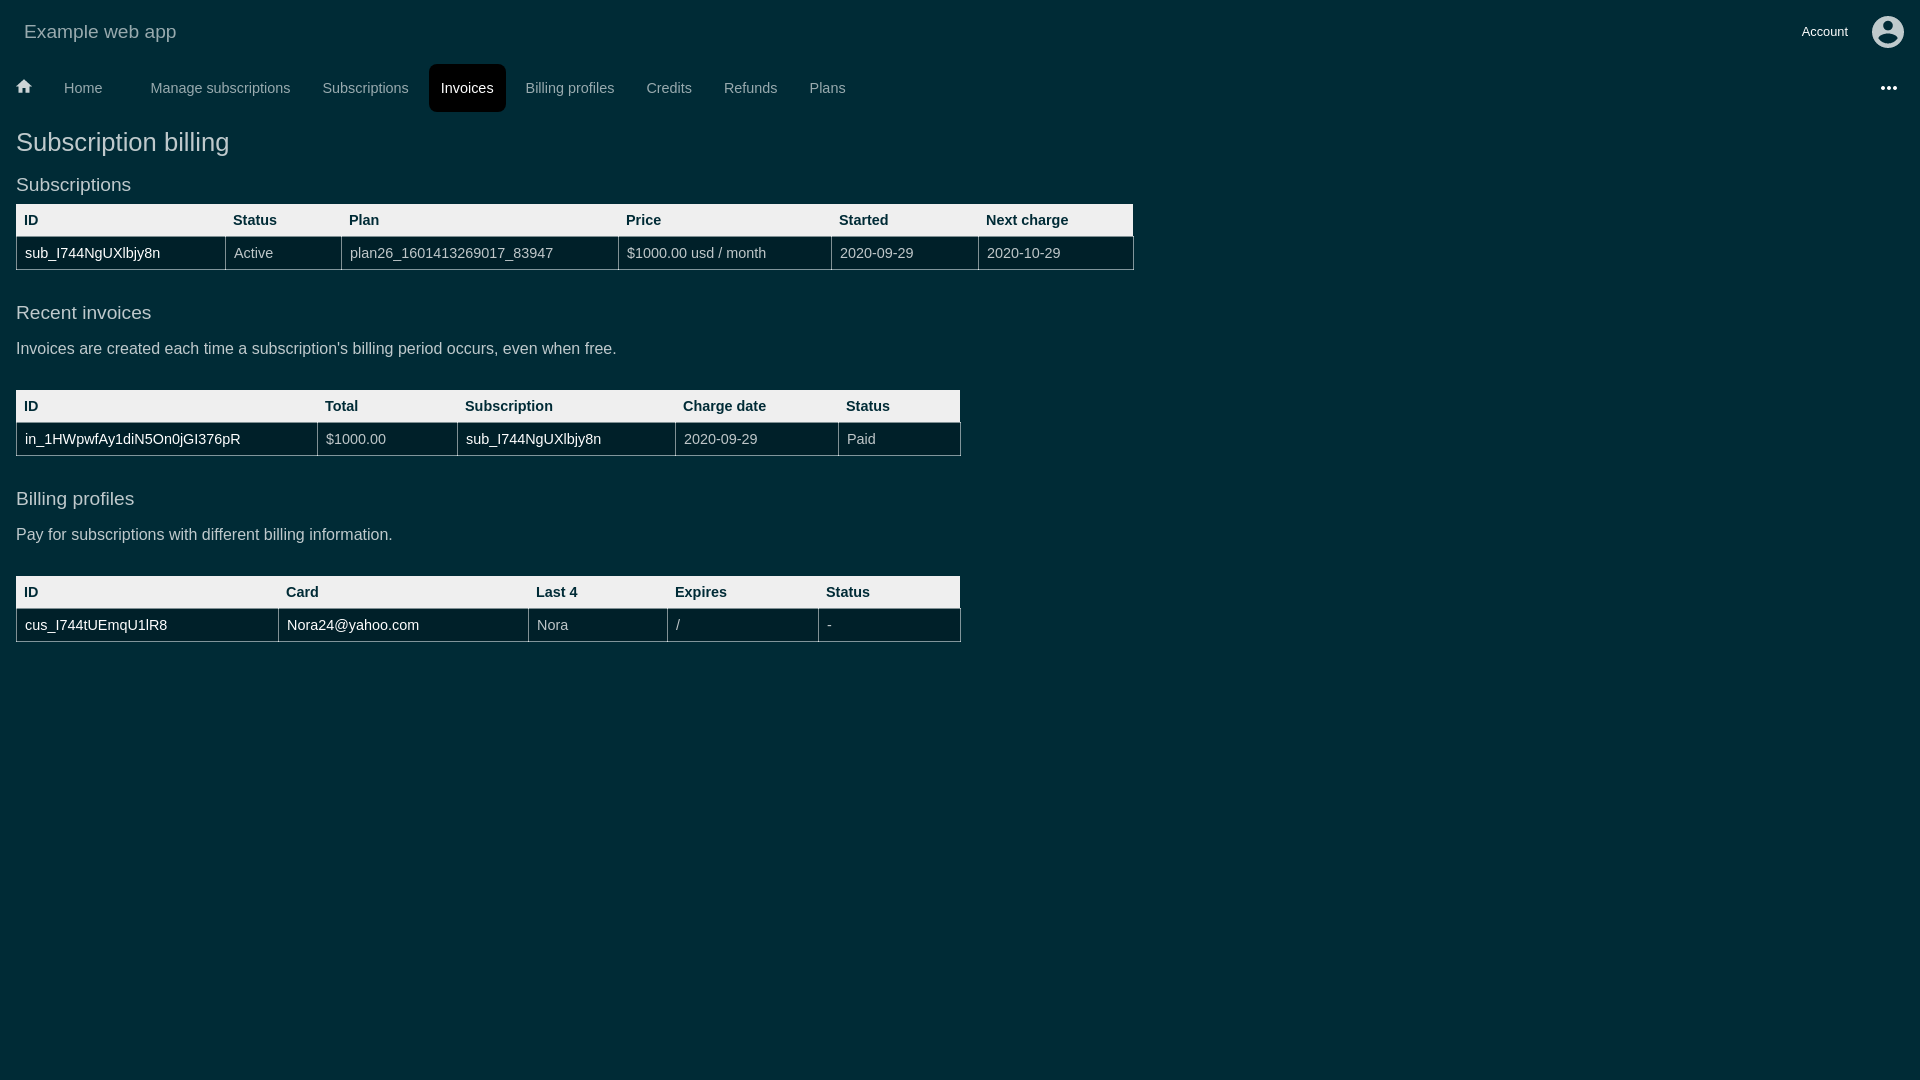 Example web app
Account
Home Manage subscriptions Subscriptions Invoices Billing profiles Credits Refunds Plans
Subscription billing
Subscriptions
ID Status Plan Price Started Next charge
sub_I744NgUXlbjy8n Active plan26_1601413269017_83947 $1000.00 usd / month 2020-09-29 2020-10-29
Recent invoices
Invoices are created each time a subscription's billing period occurs, even when free.
ID Total Subscription Charge date Status
in_1HWpwfAy1diN5On0jGI376pR $1000.00 sub_I744NgUXlbjy8n 2020-09-29 Paid
Billing profiles
Pay for subscriptions with different billing information.
ID Card Last 4 Expires Status
cus_I744tUEmqU1lR8 Nora24@yahoo.com Nora / -